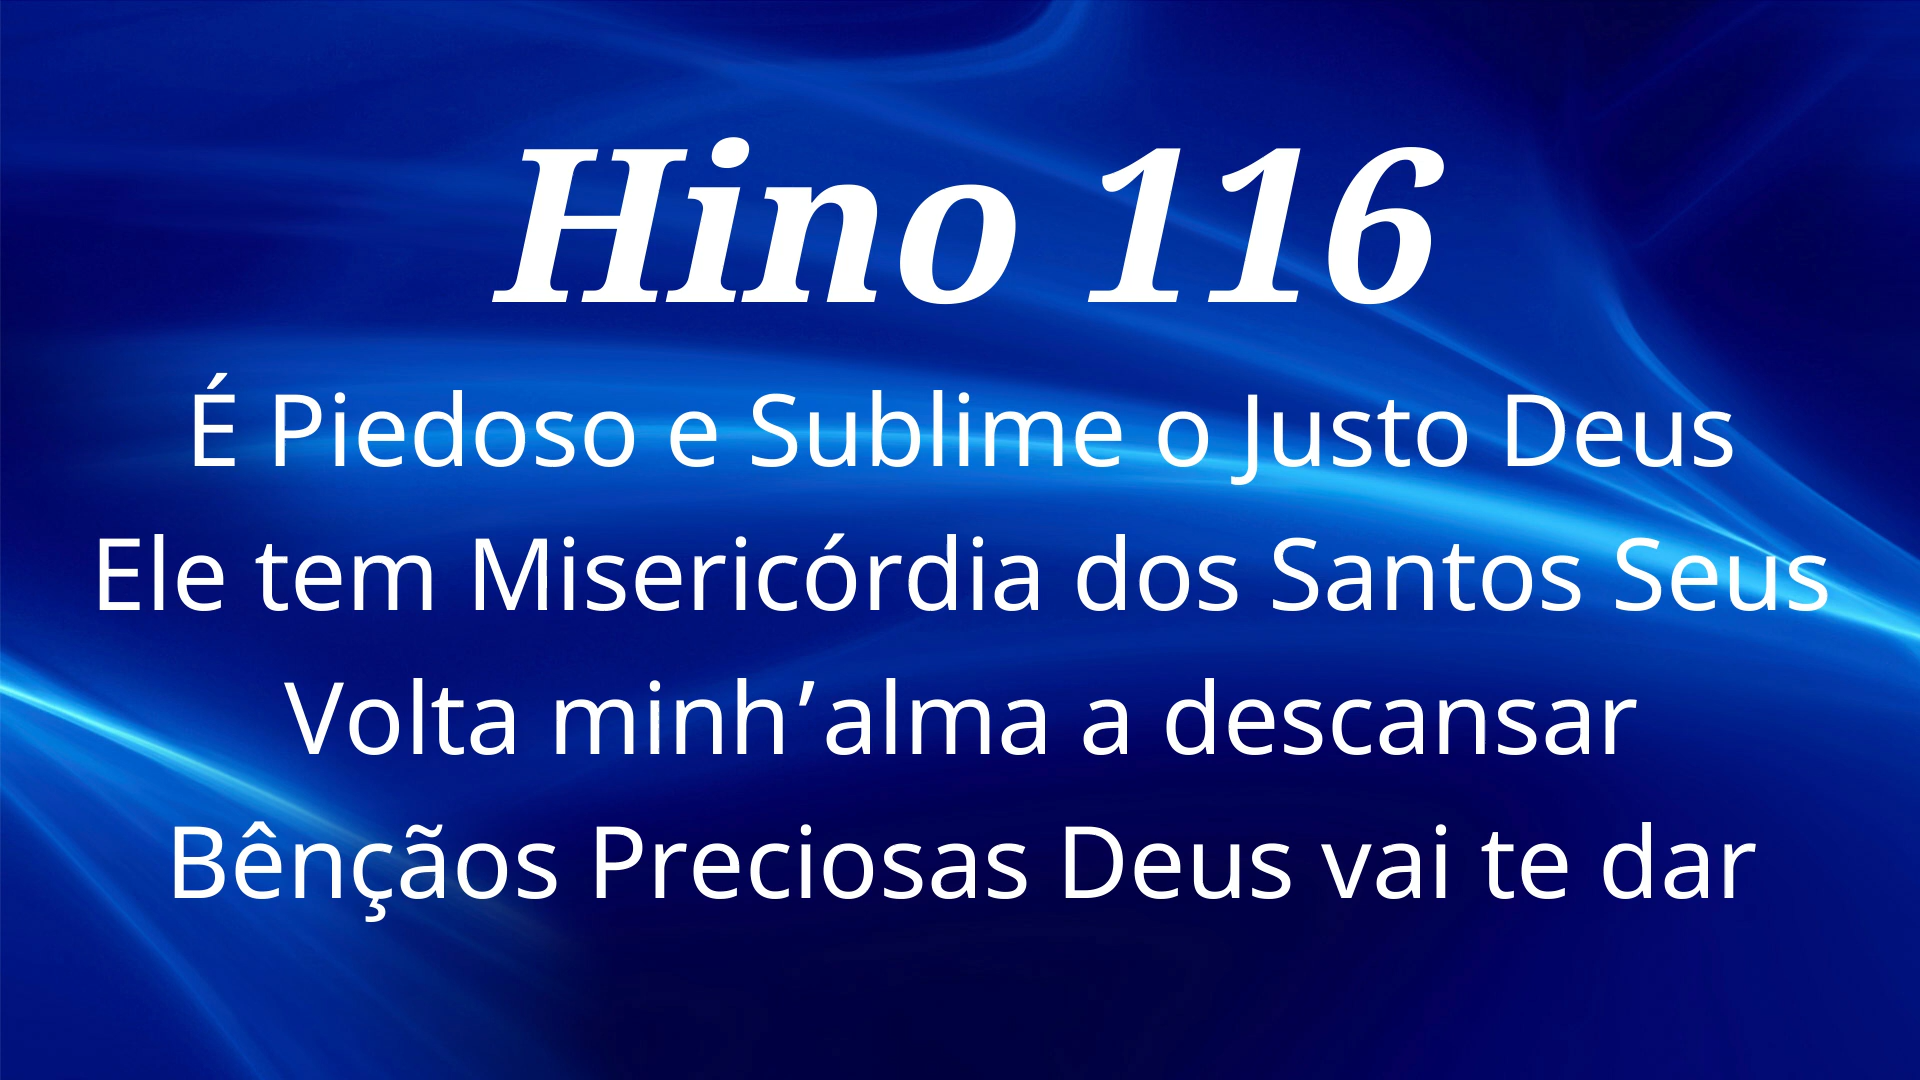 Hino 116
É Piedoso e Sublime o Justo Deus
Ele tem Misericórdia dos Santos Seus
Volta minh’alma a descansar
Bênçãos Preciosas Deus vai te dar